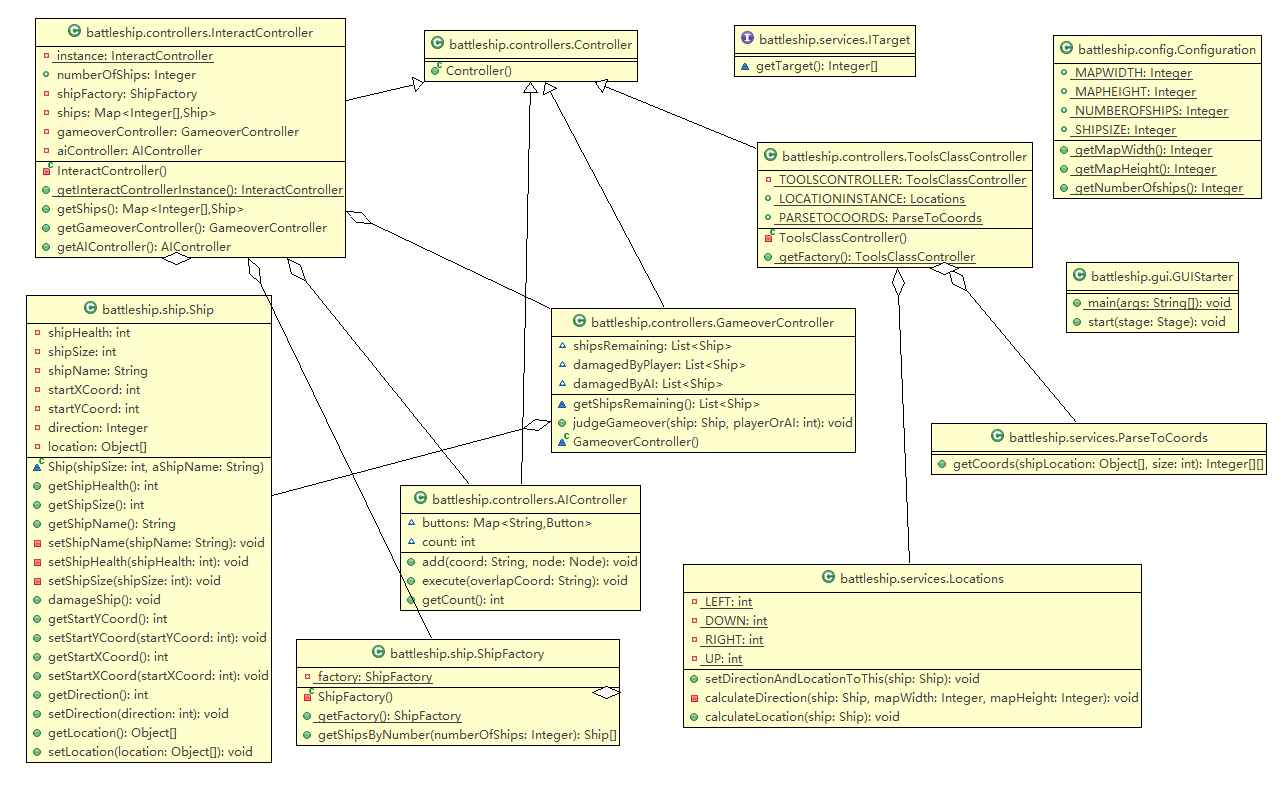 battleship.controllers.InteractController
instance: InteractController
numberOfShips: Integer
shipFactory: ShipFactory
ships: Map<Integer[],Ship>
gameoverController: GameoverController
aiController: AIController
InteractController()
getInteractControllerInstance(): InteractController
getShips(): Map<Integer[],Ship>
getGameoverController(): GameoverController
getAIController(): AIController
battleship.controllers.Controller
Controller()
battleship.services.ITarget
getTarget(): Integer[]
battleship.config.Configuration
MAPWIDTH: Integer
MAPHEIGHT: Integer
NUMBEROFSHIPS: Integer
SHIPSIZE: Integer
getMapWidth(): Integer
getMapHeight(): Integer
getNumberOfships(): Integer
battleship.controllers.ToolsClassController
TOOLSCONTROLLER: ToolsClassController
LOCATIONINSTANCE: Locations
PARSETOCOORDS: ParseToCoords
ToolsClassController()
getFactory(): ToolsClassController
battleship.gui.GUIStarter
main(args: String[]): void
start(stage: Stage): void
battleship.ship.Ship
shipHealth: int
shipSize: int
shipName: String
startXCoord: int
startYCoord: int
direction: Integer
location: Object[]
Ship(shipSize: int, aShipName: String)
getShipHealth(): int
getShipSize(): int
getShipName(): String
setShipName(shipName: String): void
setShipHealth(shipHealth: int): void
setShipSize(shipSize: int): void
damageShip(): void
getStartYCoord(): int
setStartYCoord(startYCoord: int): void
getStartXCoord(): int
setStartXCoord(startXCoord: int): void
getDirection(): int
setDirection(direction: int): void
getLocation(): Object[]
setLocation(location: Object[]): void
battleship.controllers.GameoverController
shipsRemaining: List<Ship>
damagedByPlayer: List<Ship>
damagedByAI: List<Ship>
getShipsRemaining(): List<Ship>
judgeGameover(ship: Ship, playerOrAI: int): void
GameoverController()
battleship.services.ParseToCoords
getCoords(shipLocation: Object[], size: int): Integer[][]
battleship.controllers.AIController
buttons: Map<String,Button>
count: int
add(coord: String, node: Node): void
execute(overlapCoord: String): void
getCount(): int
battleship.services.Locations
LEFT: int
DOWN: int
RIGHT: int
UP: int
setDirectionAndLocationToThis(ship: Ship): void
calculateDirection(ship: Ship, mapWidth: Integer, mapHeight: Integer): void
calculateLocation(ship: Ship): void
battleship.ship.ShipFactory
factory: ShipFactory
ShipFactory()
getFactory(): ShipFactory
getShipsByNumber(numberOfShips: Integer): Ship[]